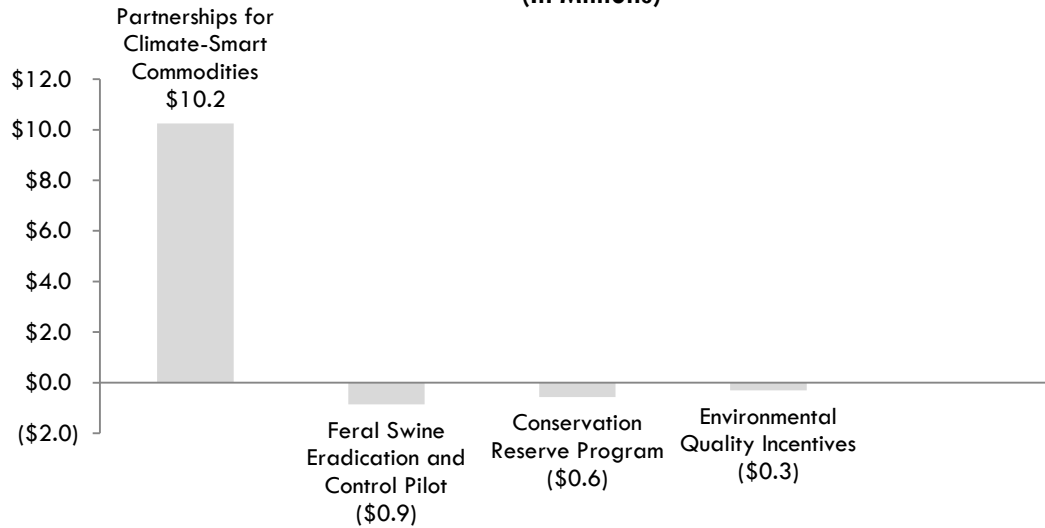 (In Millions)
Partnerships for
Climate-Smart
Commodities
$10.2
$12.0
$10.0
$8.0
$6.0
$4.0
$2.0
$0.0
($2.0)
Feral Swine
Eradication and
Control Pilot
($0.9)
Conservation
Reserve Program
($0.6)
Environmental
Quality Incentives
($0.3)